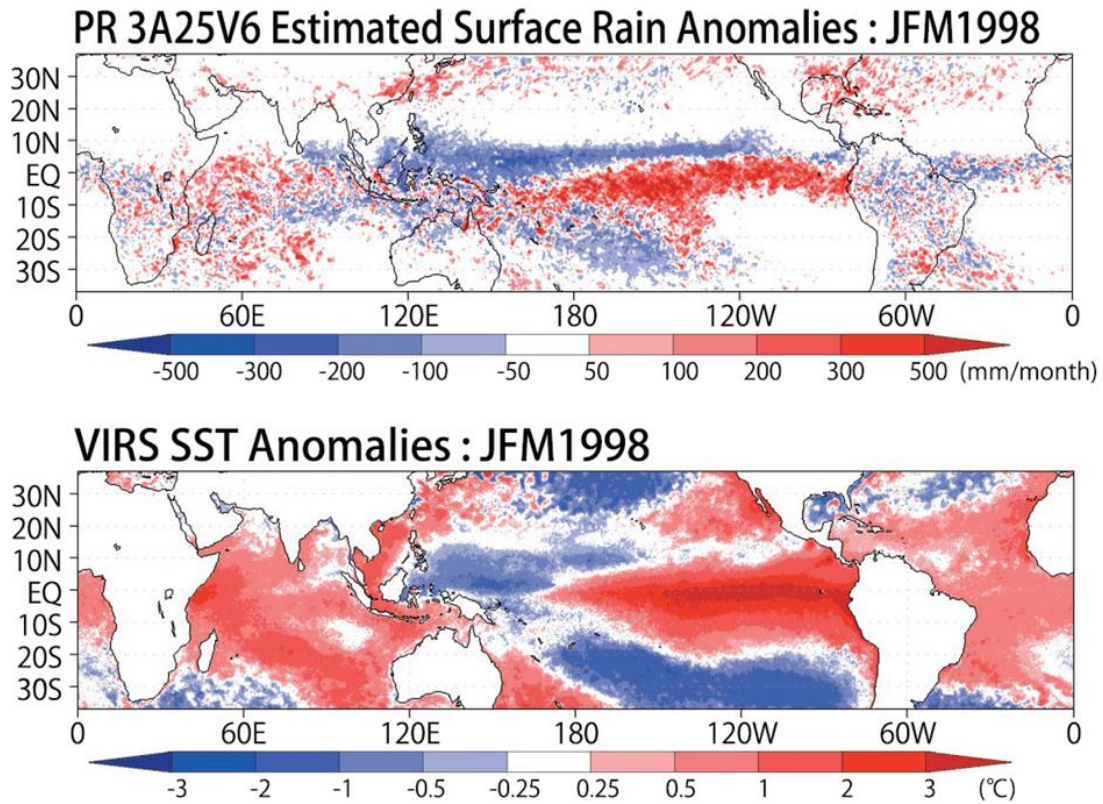 PR 3A25V6 Estimated Surface Rain Anomalies : JFM1998
30N
20N
10N
EQ
10S
20S
30S
0 60E 120E 180 120W 60W 0
-500 -300 -200 -100 -50 50 100 200 300 500 (mm/month)
VIRS SST Anomalies : JFM1998
30N
20N
10N
EQ
10S
20S
30S
0 60E 120E 180 120W 60W 0
-3 -2 -1 -0.5 -0.25 0.25 0.5 1 2 3 (℃)